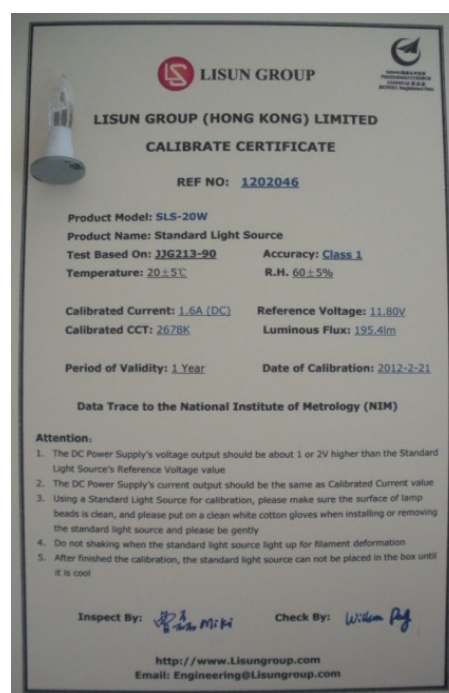 LISUN GROUP
LISUN GROUP (HONG KONG) LIMITED
CALIBRATE CERTIFICATE
REF NO: 1202046
Product Model: SLS-20W
Product Name: Standard Light Source
Test Based On: JJG213-90 Accuracy: Class 1
Temperature: 20±5℃ R.H. 60±5%
Calibrated Current: 1.6A (DC) Reference Voltage: 11.80V
Calibrated CCT: 2678K Luminous Flux: 195.4lm
Period of Validity: 1 Year Date of Calibration: 2012-2-21
Data Trace to the National Institute of Metrology (NIM)
Attention:
1. The DC Power Supply's voltage output should be about 1 or 2V higher than the Standard
Light Source's Reference Voltage value
2. The DC Power Supply's current output should be the same as Calibrated Current value
3. Using a Standard Light Source for calibration, please make sure the surface of lamp
beads is clean, and please put on a clean white cotton gloves when installing or removing
the standard light source and please be gently
4. Do not shaking when the standard light source light up for filament deformation
5. After finished the calibration, the standard light source can not be placed in the box until
it is cool
Inspect By: Miki Check By:
http://www.Lisungroup.com
Email: Engineering@Lisungroup.com